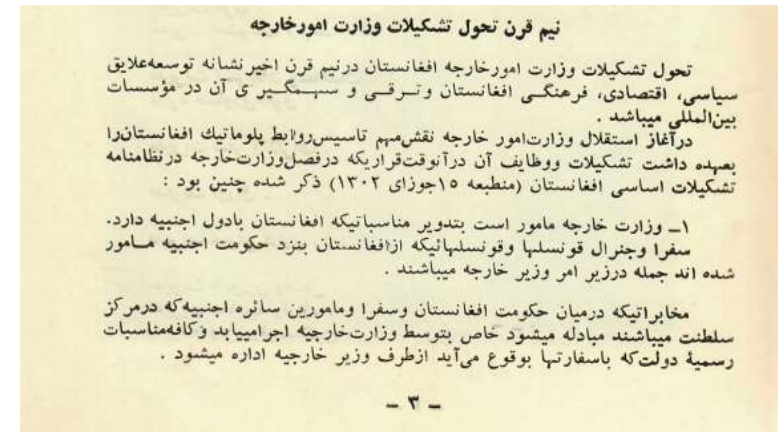 نیم قرن تحول تشکیلات وزارت امورخارجه
تحول تشکیلات وزارت امورخارجه افغانستان درنیم قرن اخیر نشانه توسعه علایق
سیاسی، اقتصادی، فرهنگی افغانستان وترقی و سهمگیر ی آن در مؤسسات
بین‌المللی میباشد .
درآغاز استقلال وزارت امور خارجه نقش مهم تاسیس روابط پلوماتیك افغانستان را
بعهده داشت تشکیلات ووظایف آن درآنوقت قراریکه درفصل وزارت خارجه درنظامنامه
تشکیلات اساسی افغانستان (منطبعه ۱۵جوزای ۱۳۰۲) ذکر شده چنین بود :
۱ـ وزارت خارجه مامور است بتدویر مناسباتیکه افغانستان بادول اجنبیه دارد.
سفرا وجنرال قونسلها وقونسلهائیکه ازافغانستان بنزد حکومت اجنبیه مامور
شده اند جمله درزیر امر وزیر خارجه میباشند .
مخابراتیکه درمیان حکومت افغانستان وسفرا ومامورین سائره اجنبیه که درمرکز
سلطنت میباشند مبادله میشود خاص بتوسط وزارت خارجیه اجرامییابد وکافه مناسبات
رسمیۀ دولت که باسفارتها بوقوع می‌آید ازطرف وزیر خارجیه اداره میشود .
ـ ۳ ـ